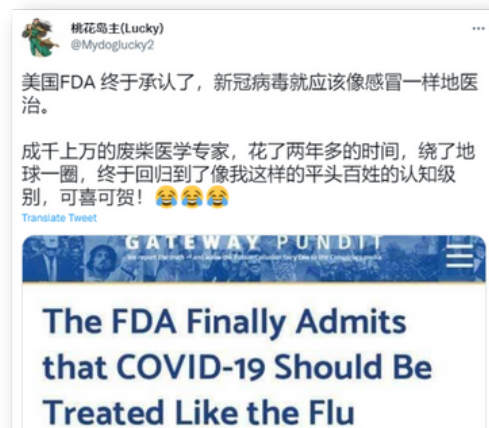 桃花岛主(Lucky)
@Mydoglucky2
美国FDA 终于承认了，新冠病毒就应该像感冒一样地医
治。
成千上万的废柴医学专家，花了两年多的时间，绕了地
球一圈，终于回归到了像我这样的平头百姓的认知级
别，可喜可贺！😂😂😂
Translate Tweet
GATEWAY PUNDIT
We report the truth
The FDA Finally Admits
that COVID-19 Should Be
Treated Like the Flu